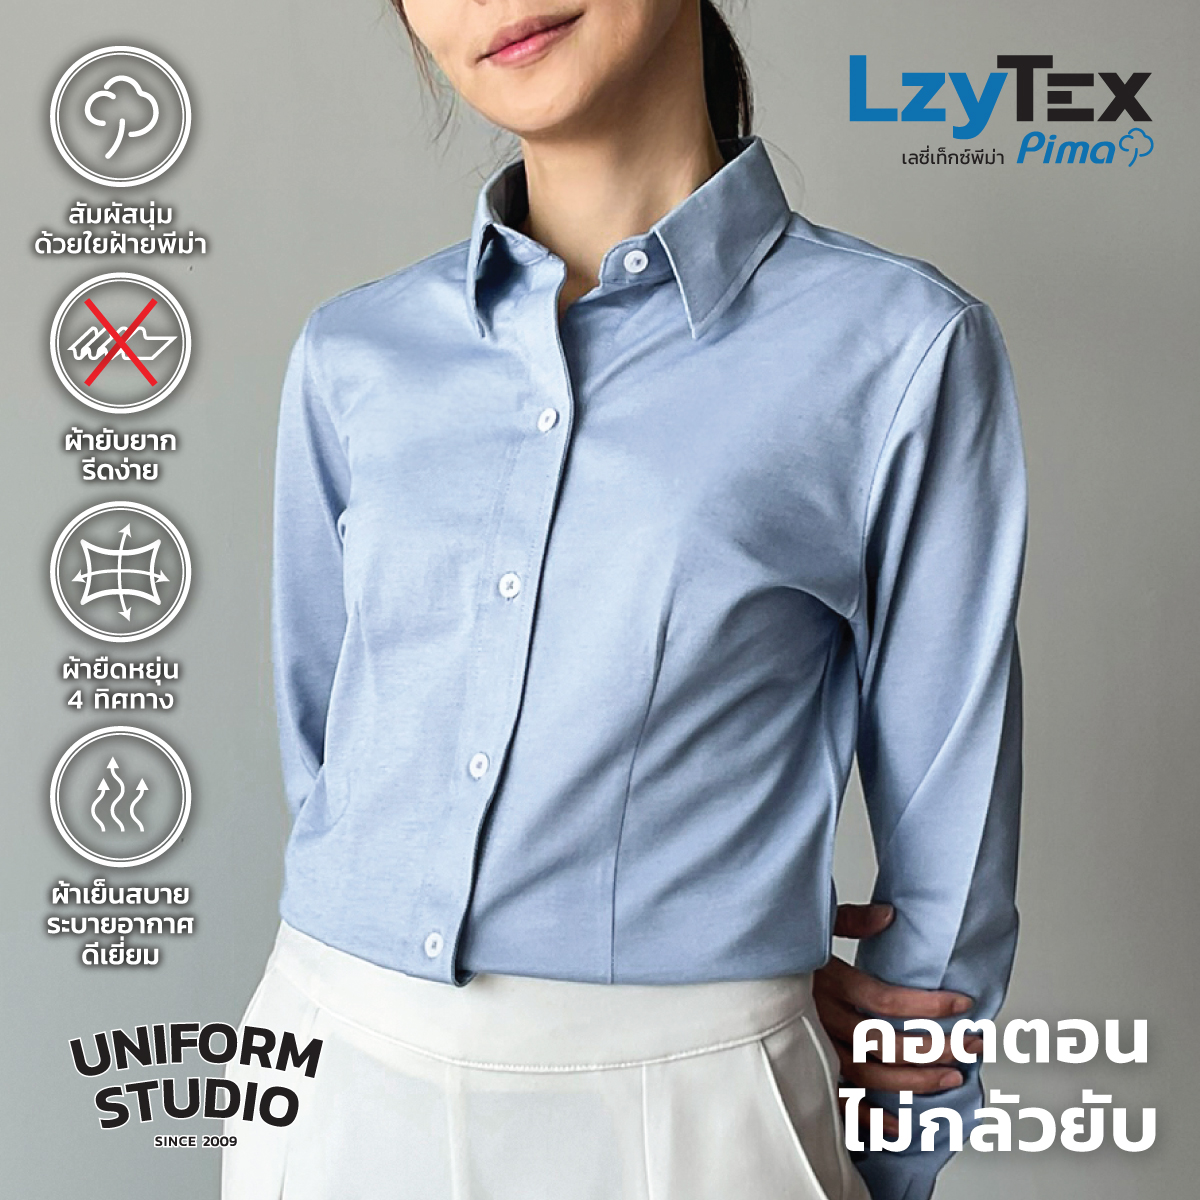 LzyTEX
เลซี่เท็กซ์พีม่า Pima
สัมผัสนุ่ม
ด้วยใยฝ้ายพีม่า
ผ้ายับยาก
รีดง่าย
ผ้ายืดหยุ่น
4 ทิศทาง
ผ้าเย็นสบาย
ระบายอากาศ
ดีเยี่ยม
UNIFORM
STUDIO
SINCE 2009
คอตตอน
ไม่กลัวยับ